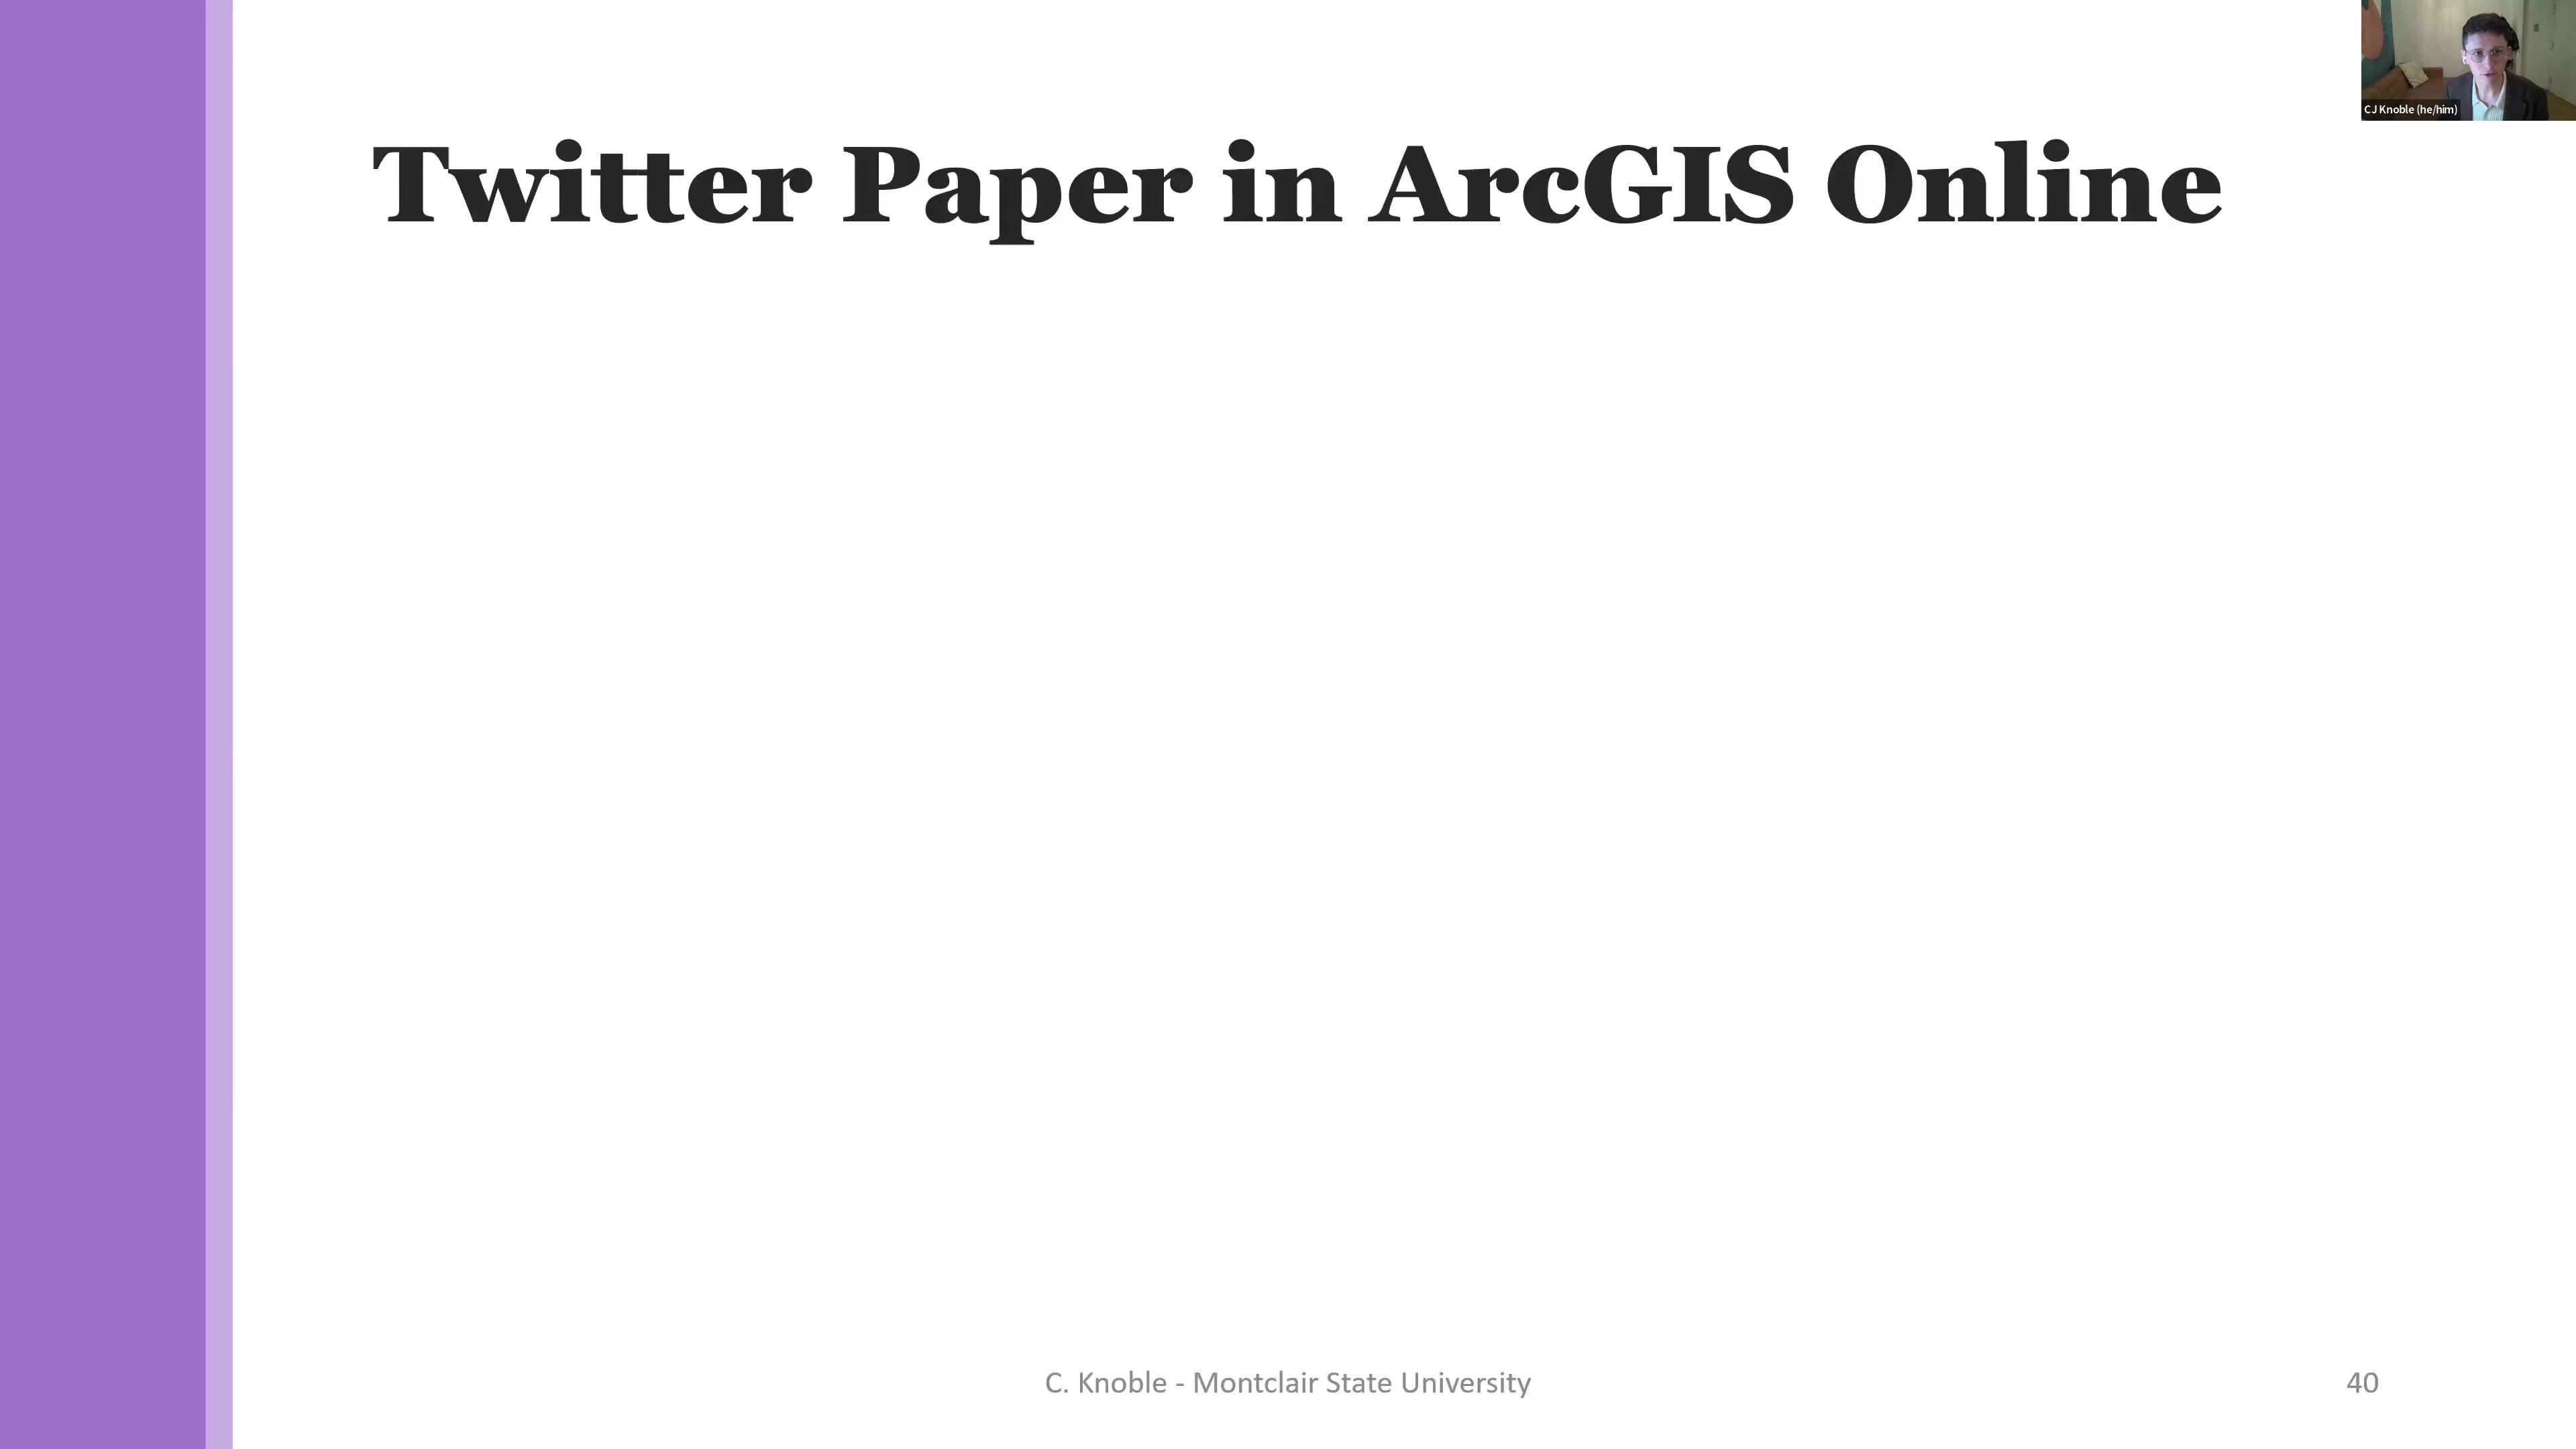 CJ Knoble (he/him)
Twitter Paper in ArcGIS Online
C. Knoble - Montclair State University
40